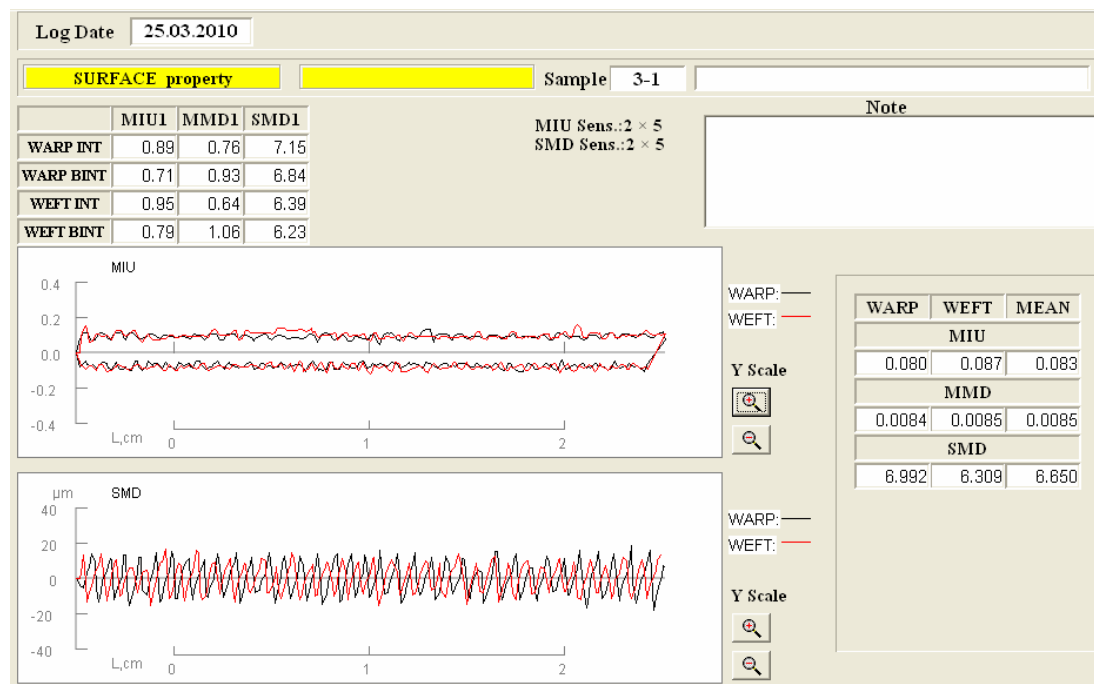 Log Date 25.03.2010
SURFACE property Sample 3-1
Note
MIU Sens.:2 × 5
SMD Sens.:2 × 5
MIU1 MMD1 SMD1
WARP INT 0.89 0.76 7.15
WARP BINT 0.71 0.93 6.84
WEFT INT 0.95 0.64 6.39
WEFT BINT 0.79 1.06 6.23
MIU
0.4
0.2
0.0
-0.2
-0.4
L,cm 0 1 2
WARP:
WEFT:
Y Scale
WARP WEFT MEAN
MIU
0.080 0.087 0.083
MMD
0.0084 0.0085 0.0085
SMD
6.992 6.309 6.650
µm SMD
40
20
0
-20
-40
L,cm 0 1 2
WARP:
WEFT:
Y Scale